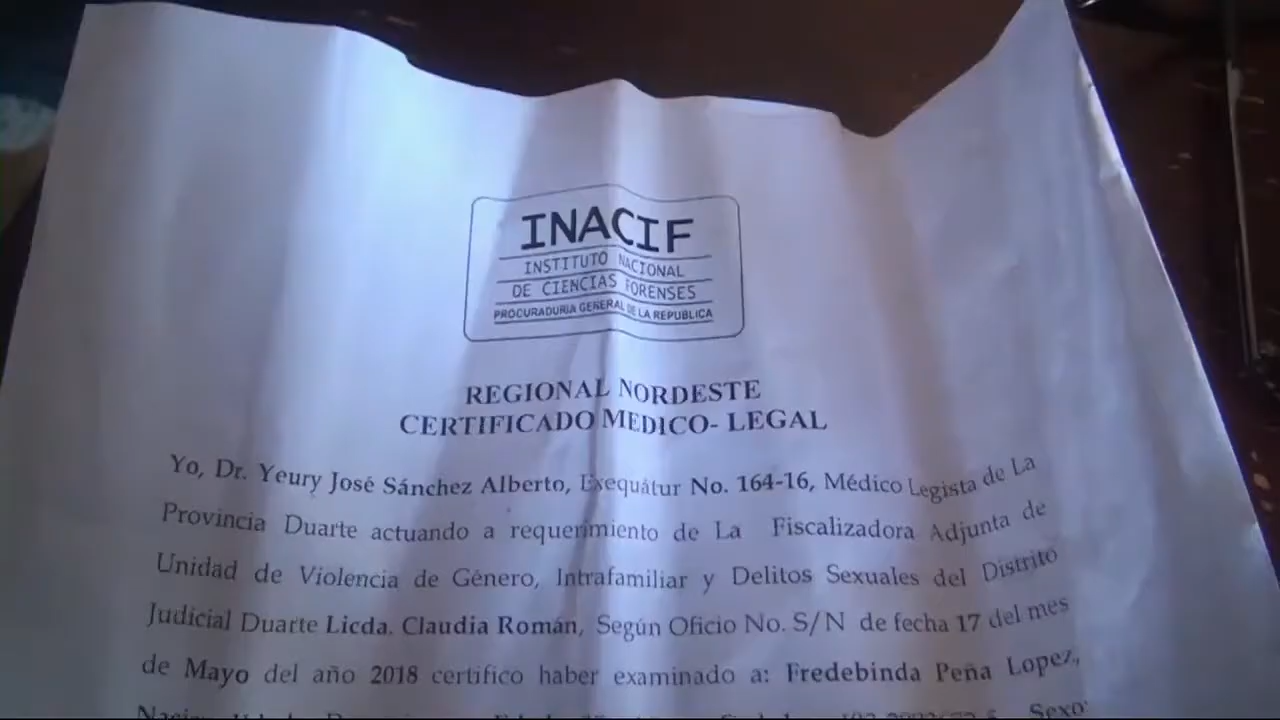 INACIF
INSTITUTO NACIONAL
DE CIENCIAS FORENSES
PROCURADURIA GENERAL DE LA REPUBLICA
REGIONAL NORDESTE
CERTIFICADO MEDICO- LEGAL
Yo, Dr. Yeury José Sánchez Alberto, Exequátur No. 164-16, Médico Legista de La
Provincia Duarte actuando a requerimiento de La Fiscalizadora Adjunta de
Unidad de Violencia de Género, Intrafamiliar y Delitos Sexuales del Distrito
Judicial Duarte Licda. Claudia Román, Según Oficio No. S/N de fecha 17 del mes
de Mayo del año 2018 certifico haber examinado a: Fredebinda Peña Lopez,
Sexo: